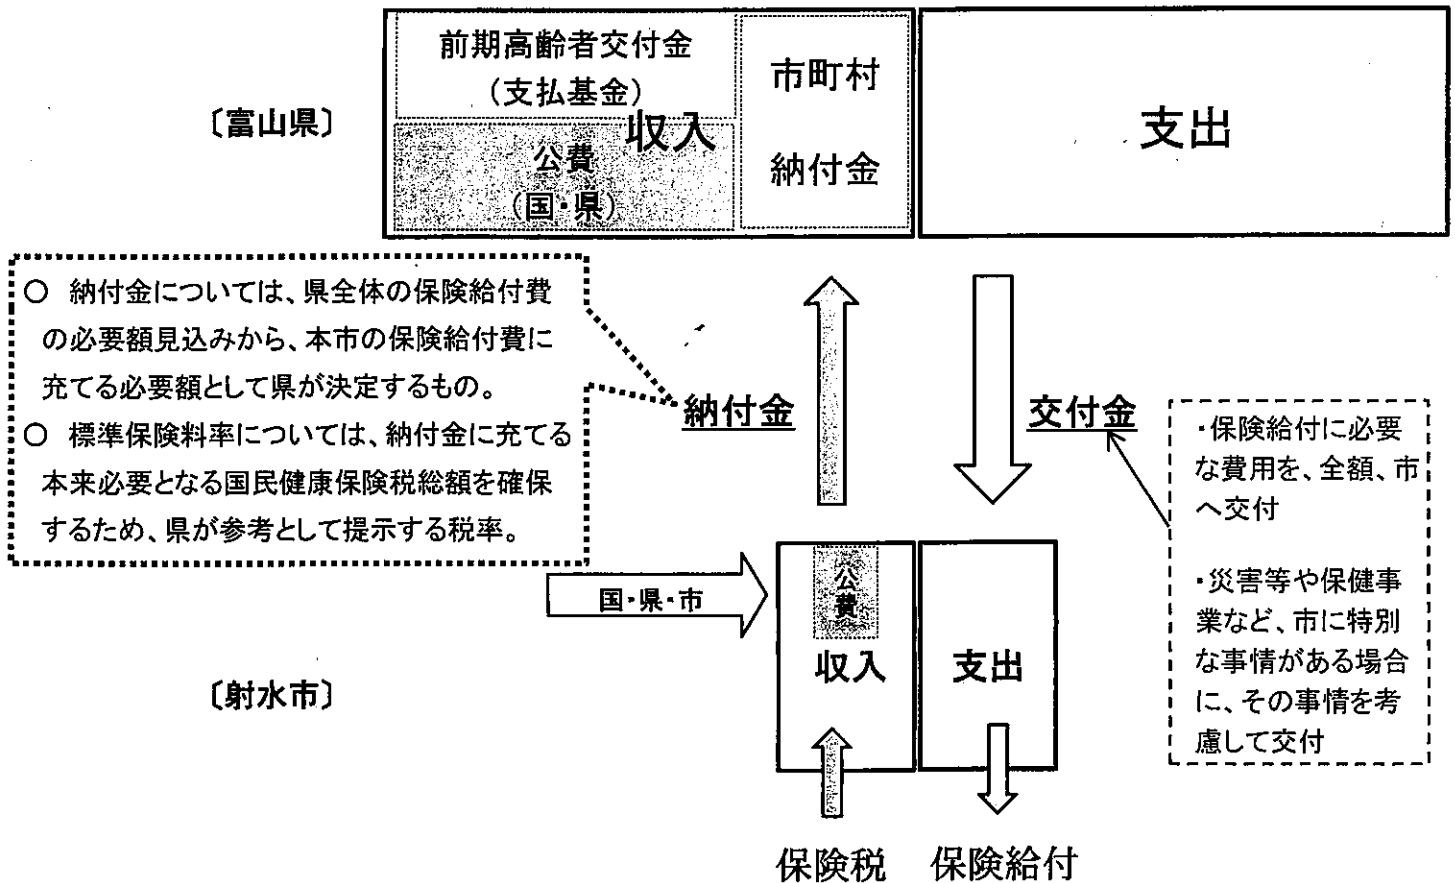 前期高齢者交付金
(支払基金)
収入
公費
(国・県)
市町村
納付金
支出
〔富山県〕
○ 納付金については、県全体の保険給付費
の必要額見込みから、本市の保険給付費に
充てる必要額として県が決定するもの。
○ 標準保険料率については、納付金に充てる
本来必要となる国民健康保険税総額を確保
するため、県が参考として提示する税率。
納付金
交付金
・保険給付に必要
な費用を、全額、市
へ交付
・災害等や保健事
業など、市に特別
な事情がある場合
に、その事情を考
慮して交付
国・県・市
公費
収入
支出
〔射水市〕
保険税
保険給付